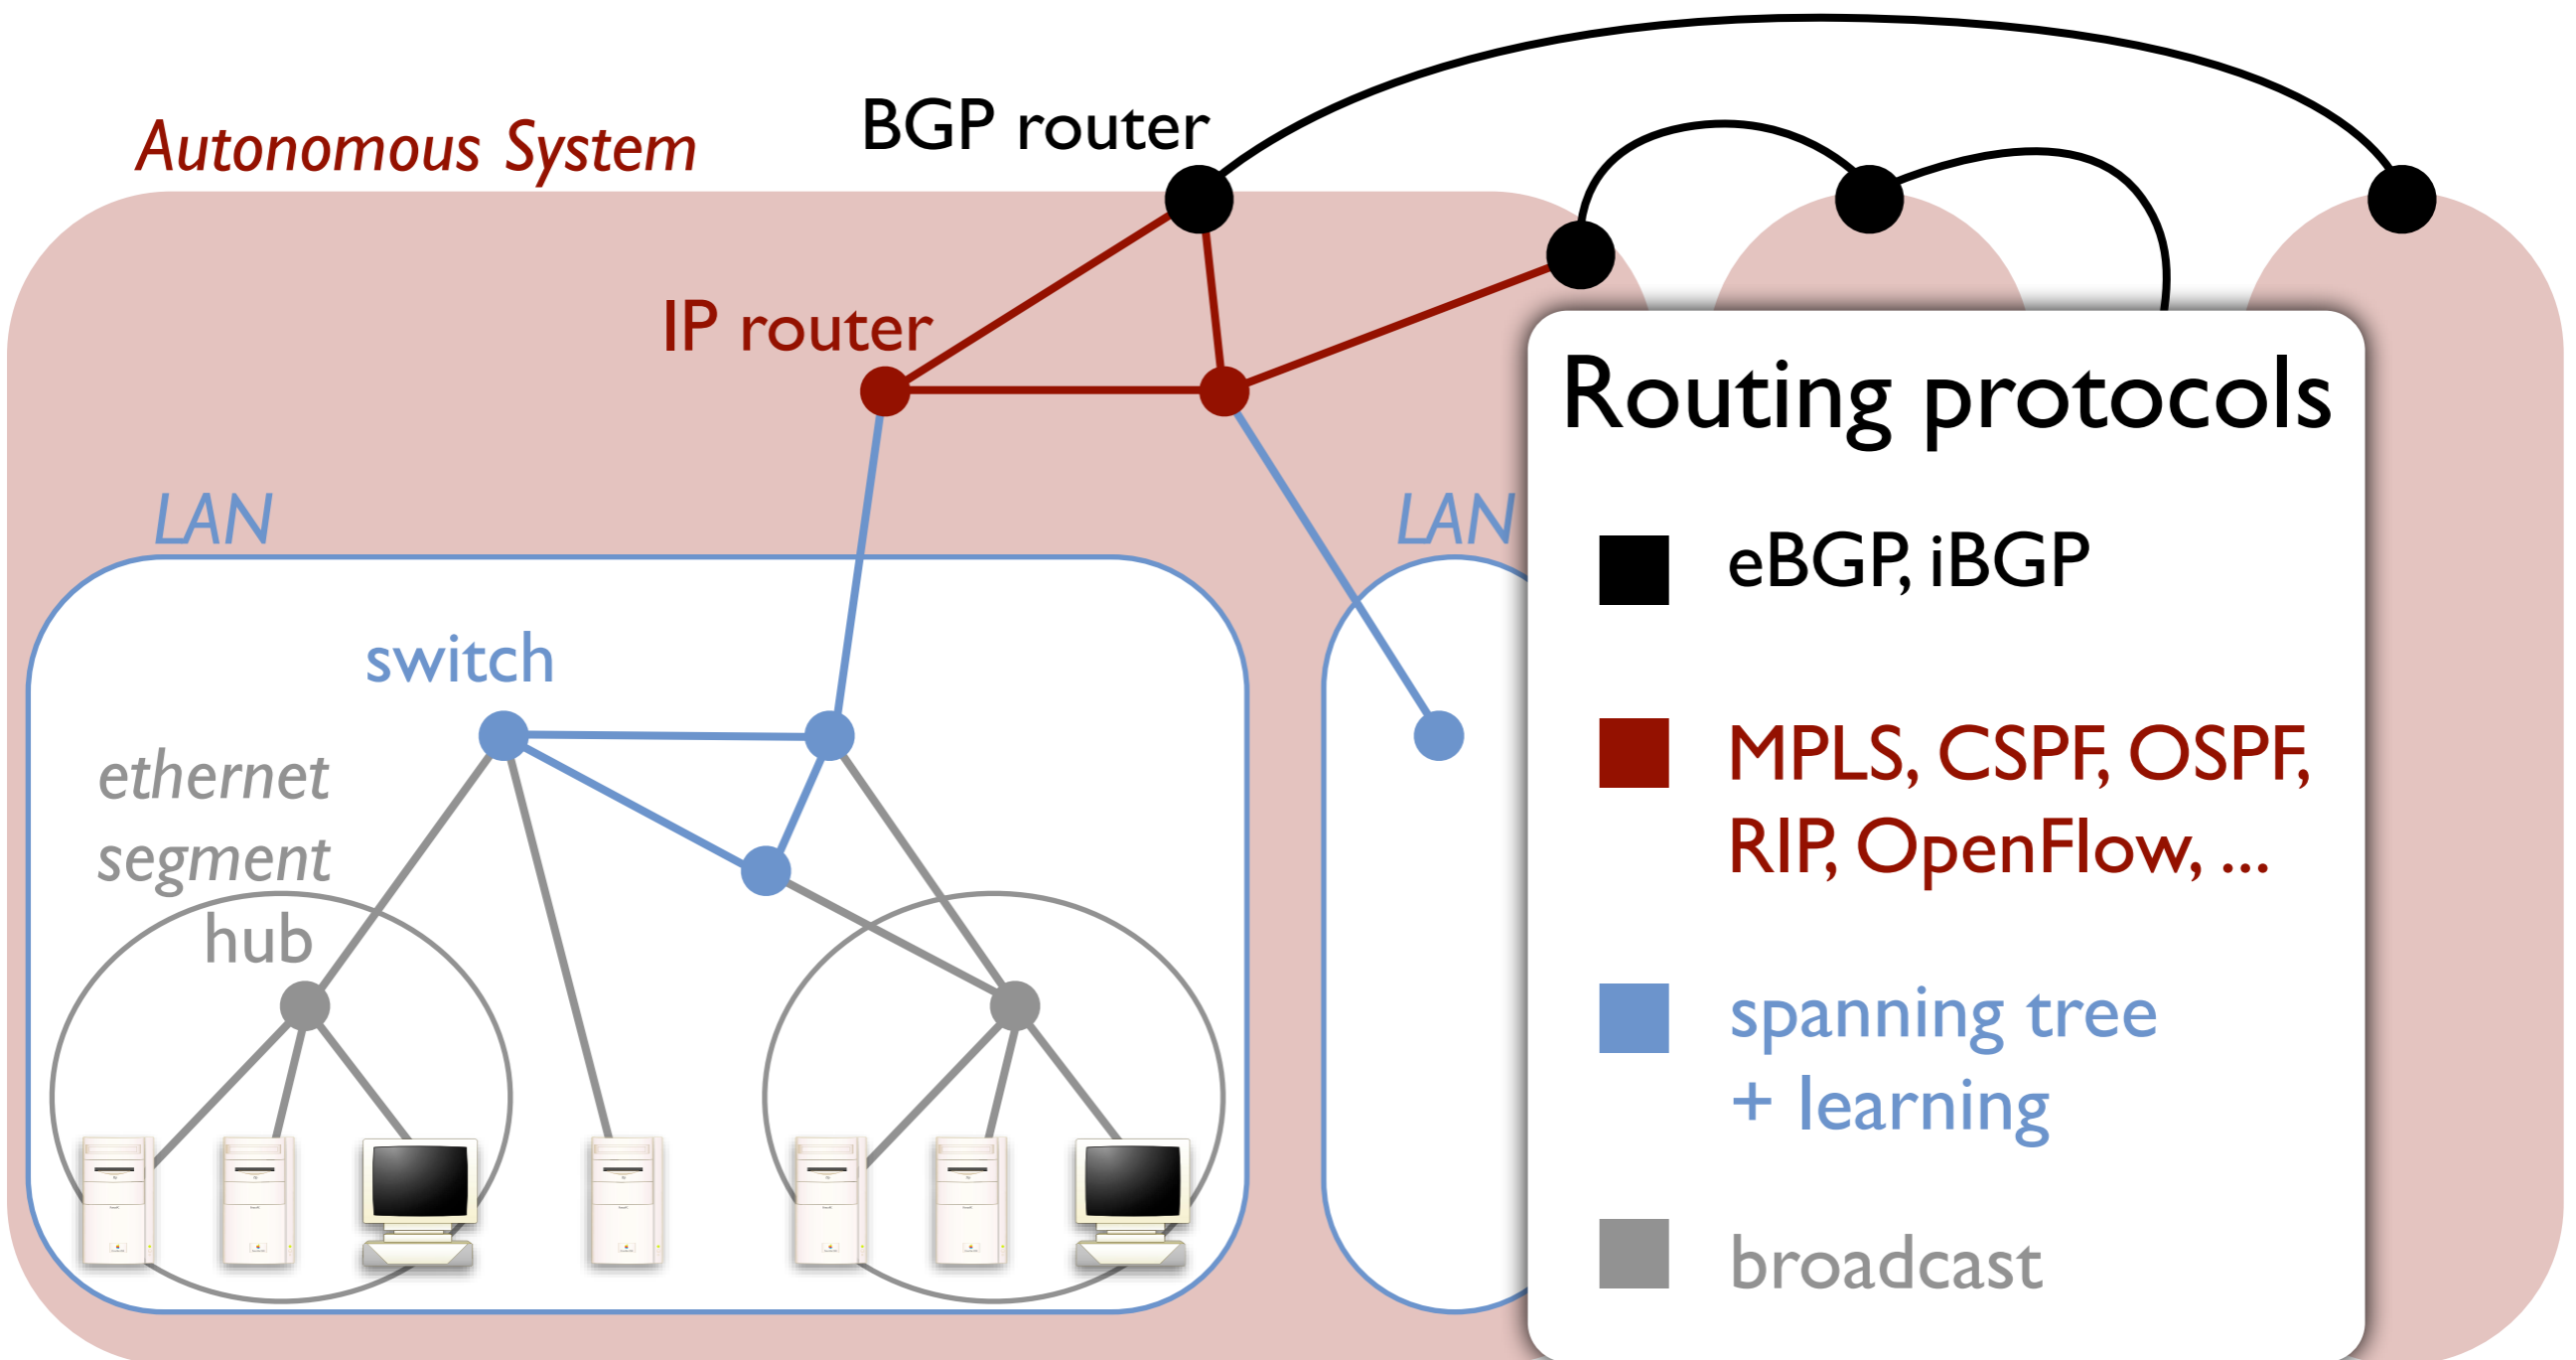 Autonomous System
BGP router
IP router
LAN
LAN
switch
ethernet
segment
hub
Routing protocols
eBGP, iBGP
MPLS, CSPF, OSPF,
RIP, OpenFlow, ...
spanning tree
+ learning
broadcast